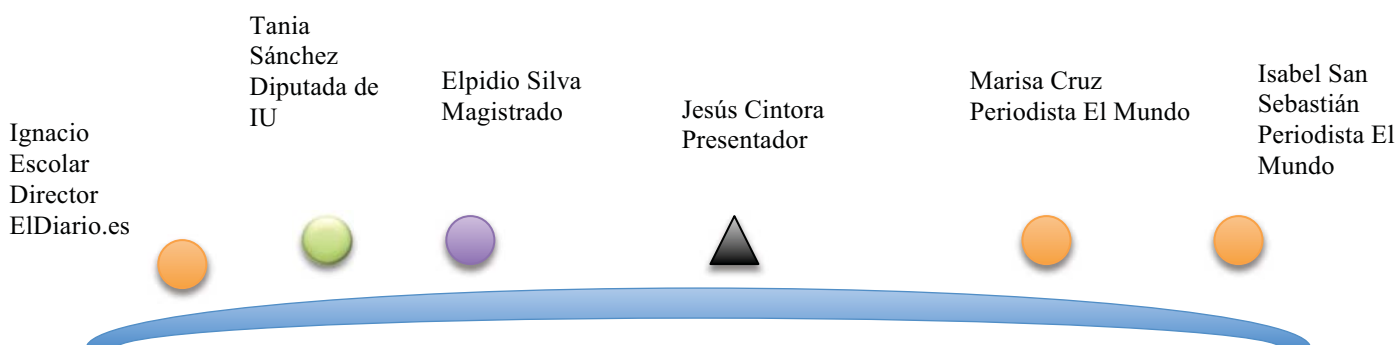 Ignacio
Escolar
Director
ElDiario.es
Tania
Sánchez
Diputada de
IU
Elpidio Silva
Magistrado
Jesús Cintora
Presentador
Marisa Cruz
Periodista El Mundo
Isabel San
Sebastián
Periodista El
Mundo